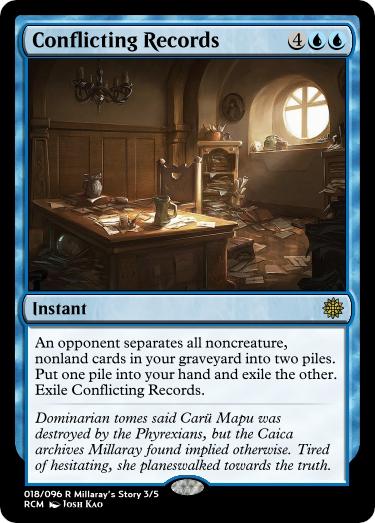 Conflicting Records 4
Instant
An opponent separates all noncreature,
nonland cards in your graveyard into two piles.
Put one pile into your hand and exile the other.
Exile Conflicting Records.
Dominarian tomes said Carü Mapu was
destroyed by the Phyrexians, but the Caica
archives Millaray found implied otherwise. Tired
of hesitating, she planeswalked towards the truth.
018/096 R Millaray's Story 3/5
RCM Josh Kao